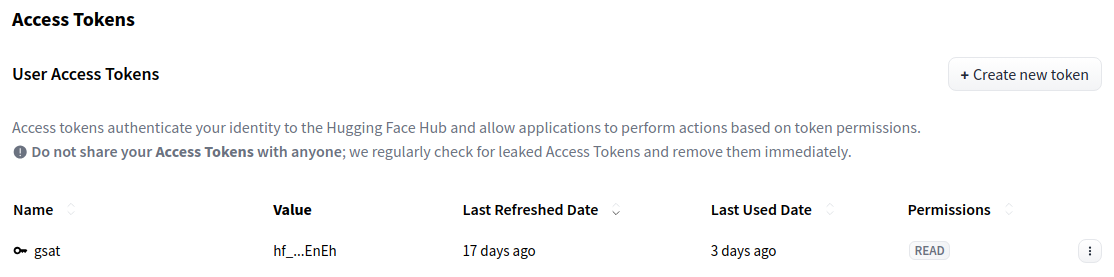 Access Tokens
User Access Tokens
+ Create new token
Access tokens authenticate your identity to the Hugging Face Hub and allow applications to perform actions based on token permissions.
Do not share your Access Tokens with anyone; we regularly check for leaked Access Tokens and remove them immediately.
Name Value Last Refreshed Date Last Used Date Permissions
gsat hf_...EnEh 17 days ago 3 days ago READ